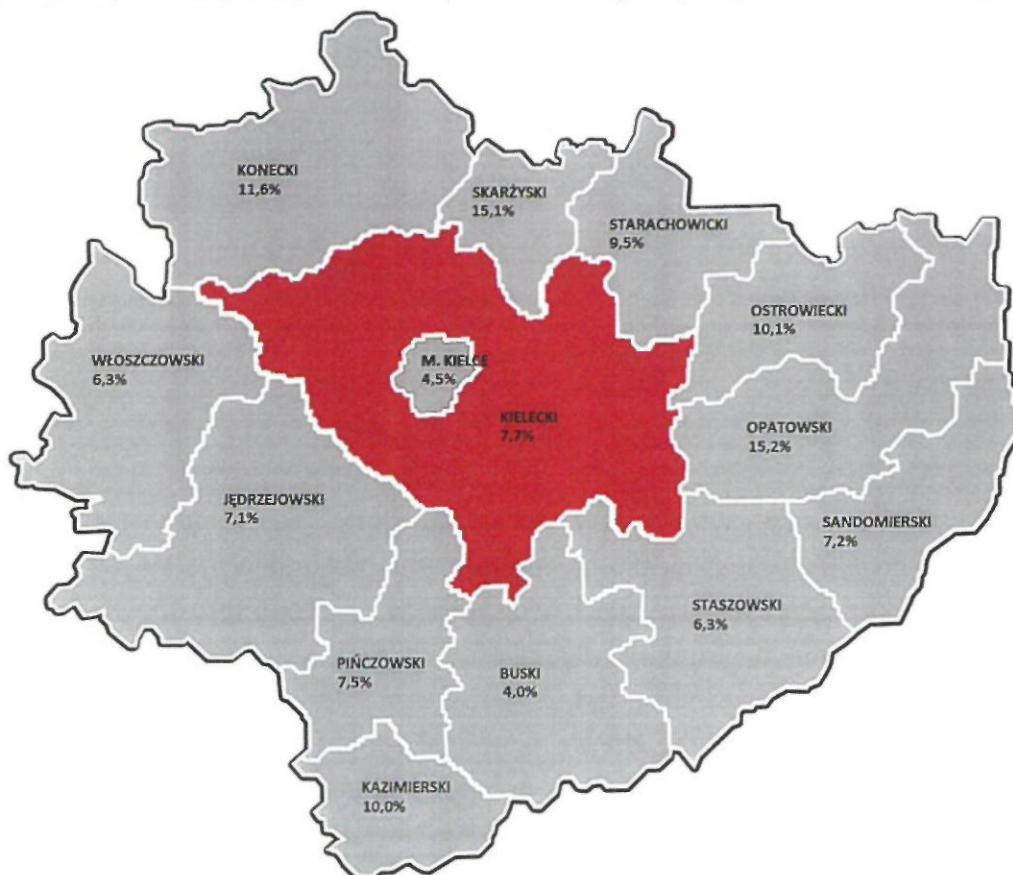 KONECKI
11,6%
SKARŻYSKI
15,1%
STARACHOWICKI
9,5%
OSTROWIECKI
10,1%
WŁOSZCZOWSKI
6,3%
M. KIELCE
4,5%
KIELECKI
7,7%
OPATOWSKI
15,2%
JĘDRZEJOWSKI
7,1%
SANDOMIERSKI
7,2%
STASZOWSKI
6,3%
PIŃCZOWSKI
7,5%
BUSKI
4,0%
KAZIMIERSKI
10,0%